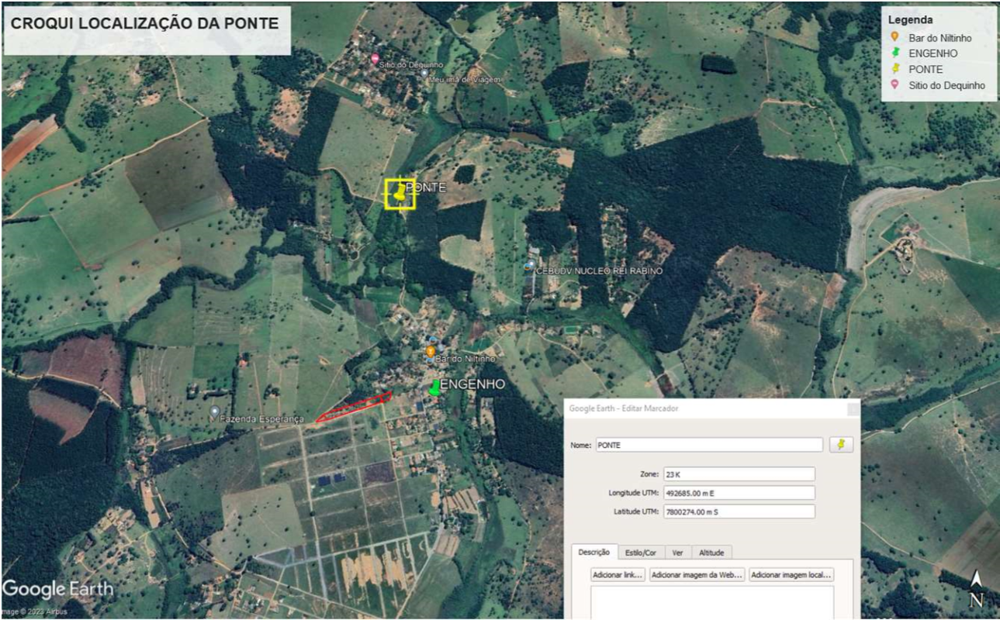 CROQUI LOCALIZAÇÃO DA PONTE
Legenda
Bar do Niltinho
ENGENHO
PONTE
Sitio do Dequinho
Sitio do Dequinho
Meu imã de Viagem
PONTE
CEBUDV NUCLEO REI RABINO
Bar do Niltinho
ENGENHO
Fazenda Esperança
Google Earth - Editar Marcador
Nome: PONTE
Zone: 23 K
Longitude UTM: 492685.00 m E
Latitude UTM: 7800274.00 m S
Descrição Estilo/Cor Ver Altitude
Adicionar link... Adicionar imagem da Web... Adicionar imagem local...
Google Earth
mage © 2023 Airbus
N